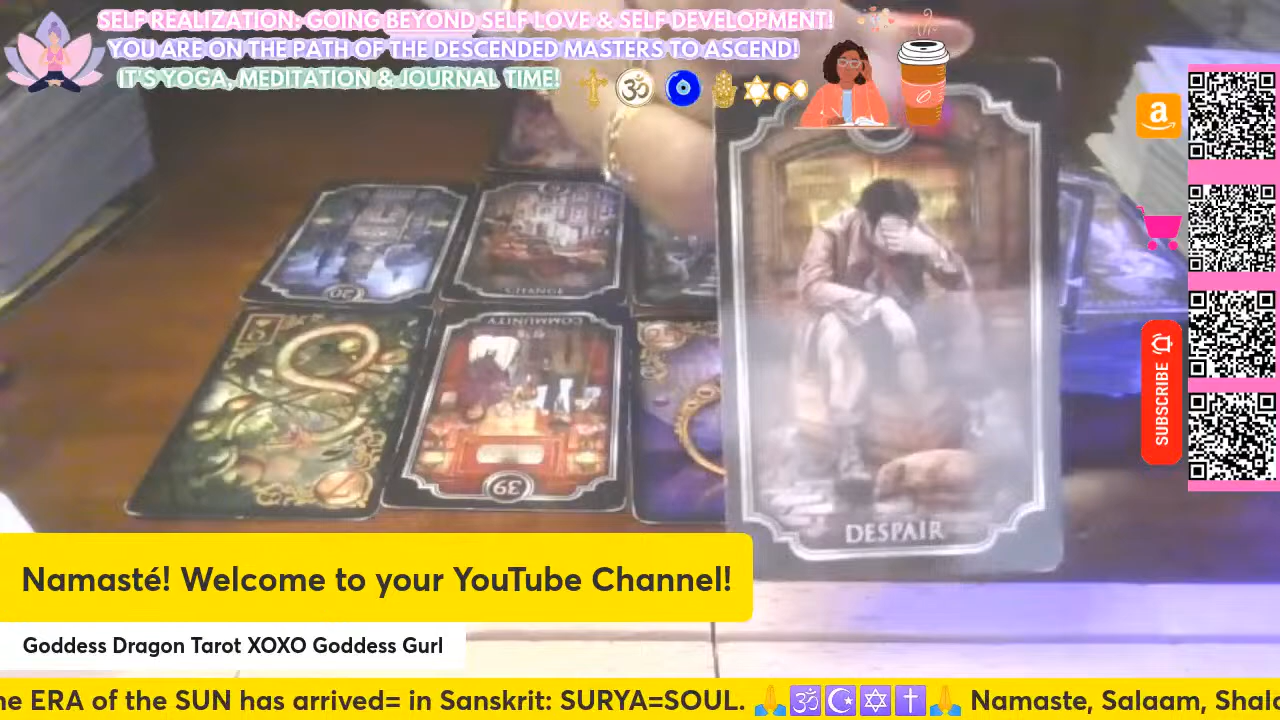 SELF REALIZATION: GOING BEYOND SELF LOVE & SELF DEVELOPMENT!
YOU ARE ON THE PATH OF THE DESCENDED MASTERS TO ASCEND!
IT'S YOGA, MEDITATION & JOURNAL TIME!
20
CHANGE
COMMUNITY
39
DESPAIR
SUBSCRIBE
Namasté! Welcome to your YouTube Channel!
Goddess Dragon Tarot XOXO Goddess Gurl
ERA of the SUN has arrived= in Sanskrit: SURYA=SOUL. 🙏🕉☪✡✝🙏 Namaste, Salaam,